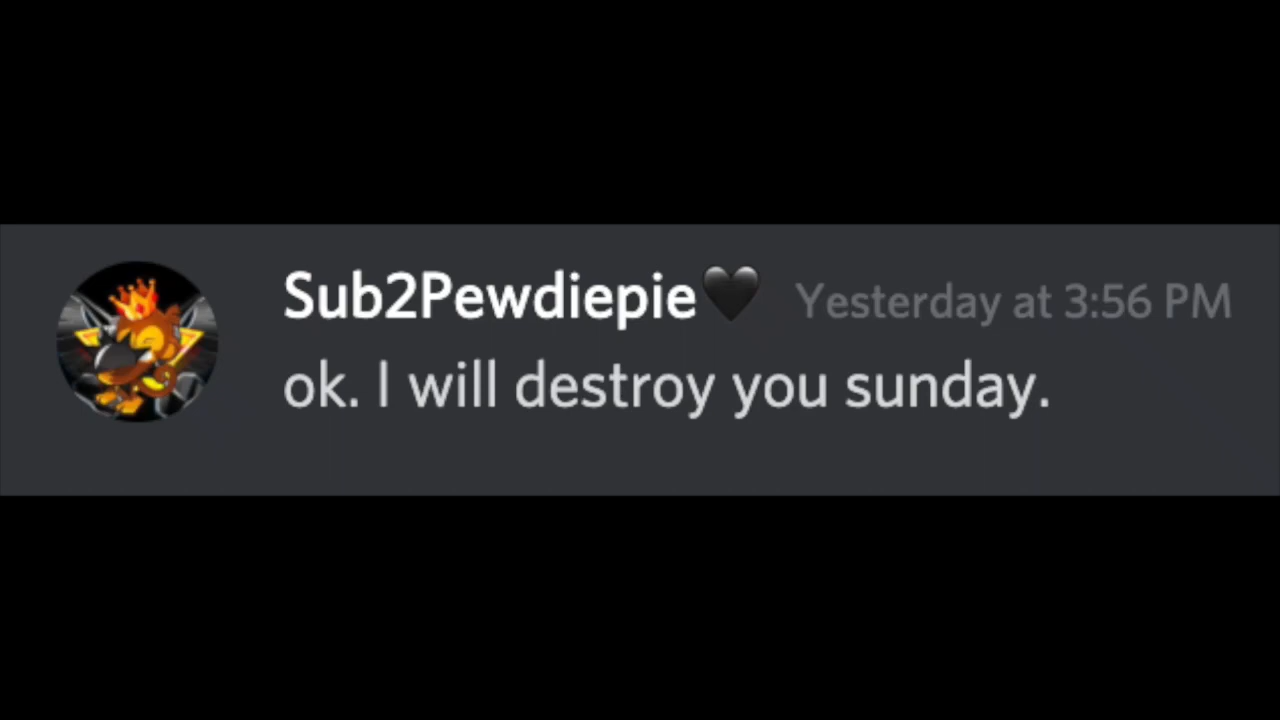 Sub2Pewdiepie🖤 Yesterday at 3:56 PM
ok. I will destroy you sunday.